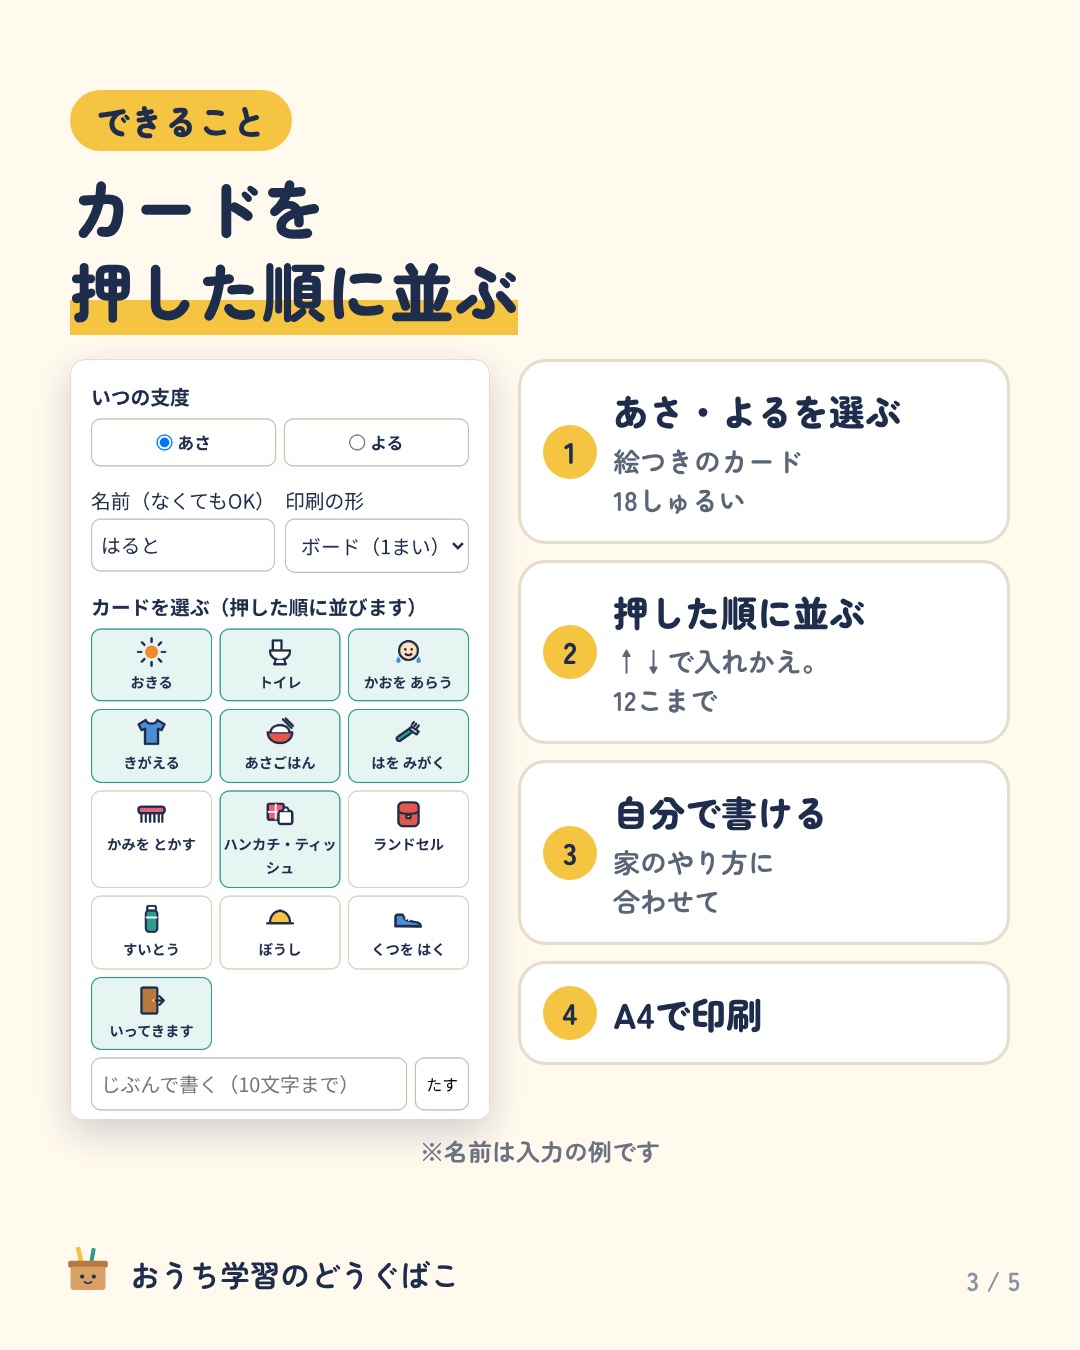 できること
カードを
押した順に並ぶ
いつの支度
あさ
よる
名前（なくてもOK） 印刷の形
はると
ボード（1まい）
カードを選ぶ（押した順に並びます）
おきる
トイレ
かおを あらう
きがえる
あさごはん
はを みがく
かみを とかす
ハンカチ・ティッ
シュ
ランドセル
すいとう
ぼうし
くつを はく
いってきます
じぶんで書く（10文字まで）
たす
1
あさ・よるを選ぶ
絵つきのカード
18しゅるい
2
押した順に並ぶ
↑↓で入れかえ。
12こまで
3
自分で書ける
家のやり方に
合わせて
4
A4で印刷
※名前は入力の例です
おうち学習のどうぐばこ
3 / 5